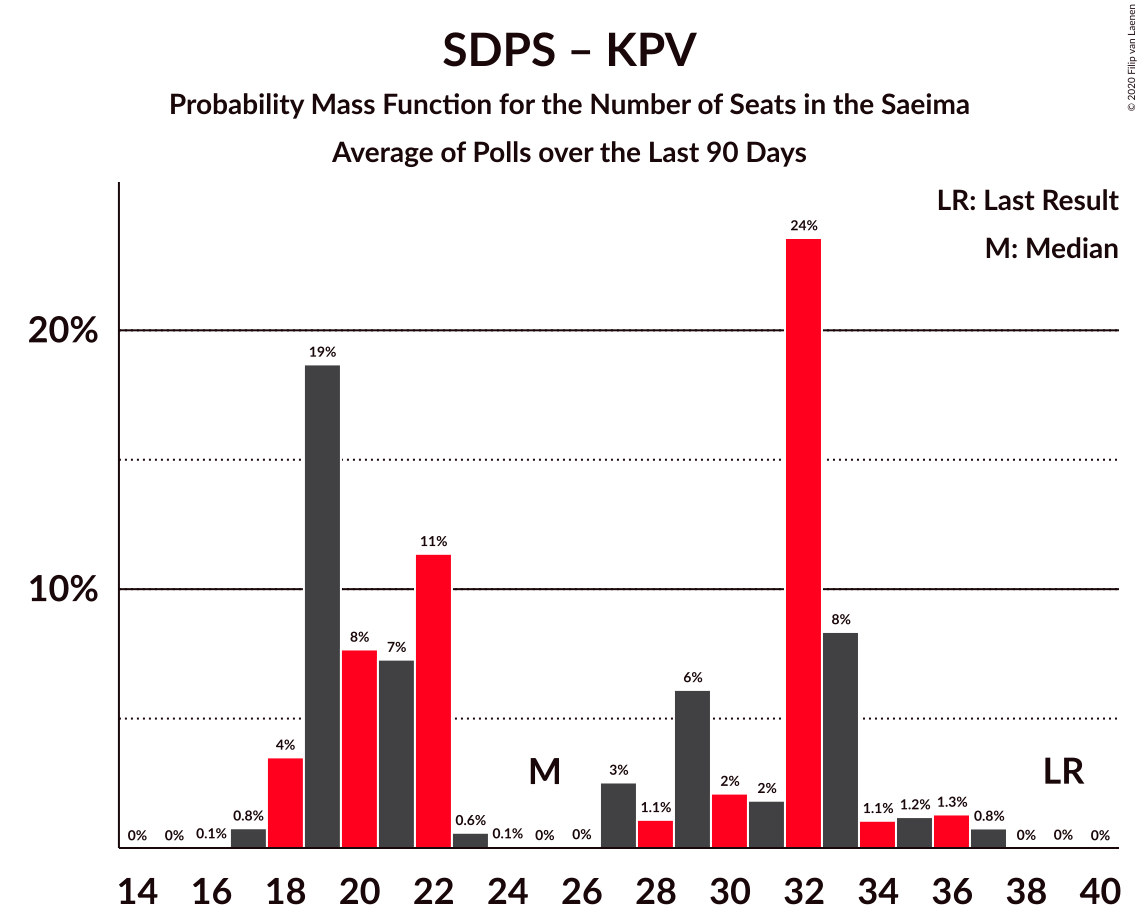 SDPS – KPV
Probability Mass Function for the Number of Seats in the Saeima
Average of Polls over the Last 90 Days
© 2020 Filip van Laenen
LR: Last Result
M: Median
20%
10%
0% 0% 0.1% 0.8% 4% 19% 8% 7% 11% 0.6% 0.1% 0% 0% 3% 1.1% 6% 2% 2% 24% 8% 1.1% 1.2% 1.3% 0.8% 0% 0% 0%
M LR
14 16 18 20 22 24 26 28 30 32 34 36 38 40